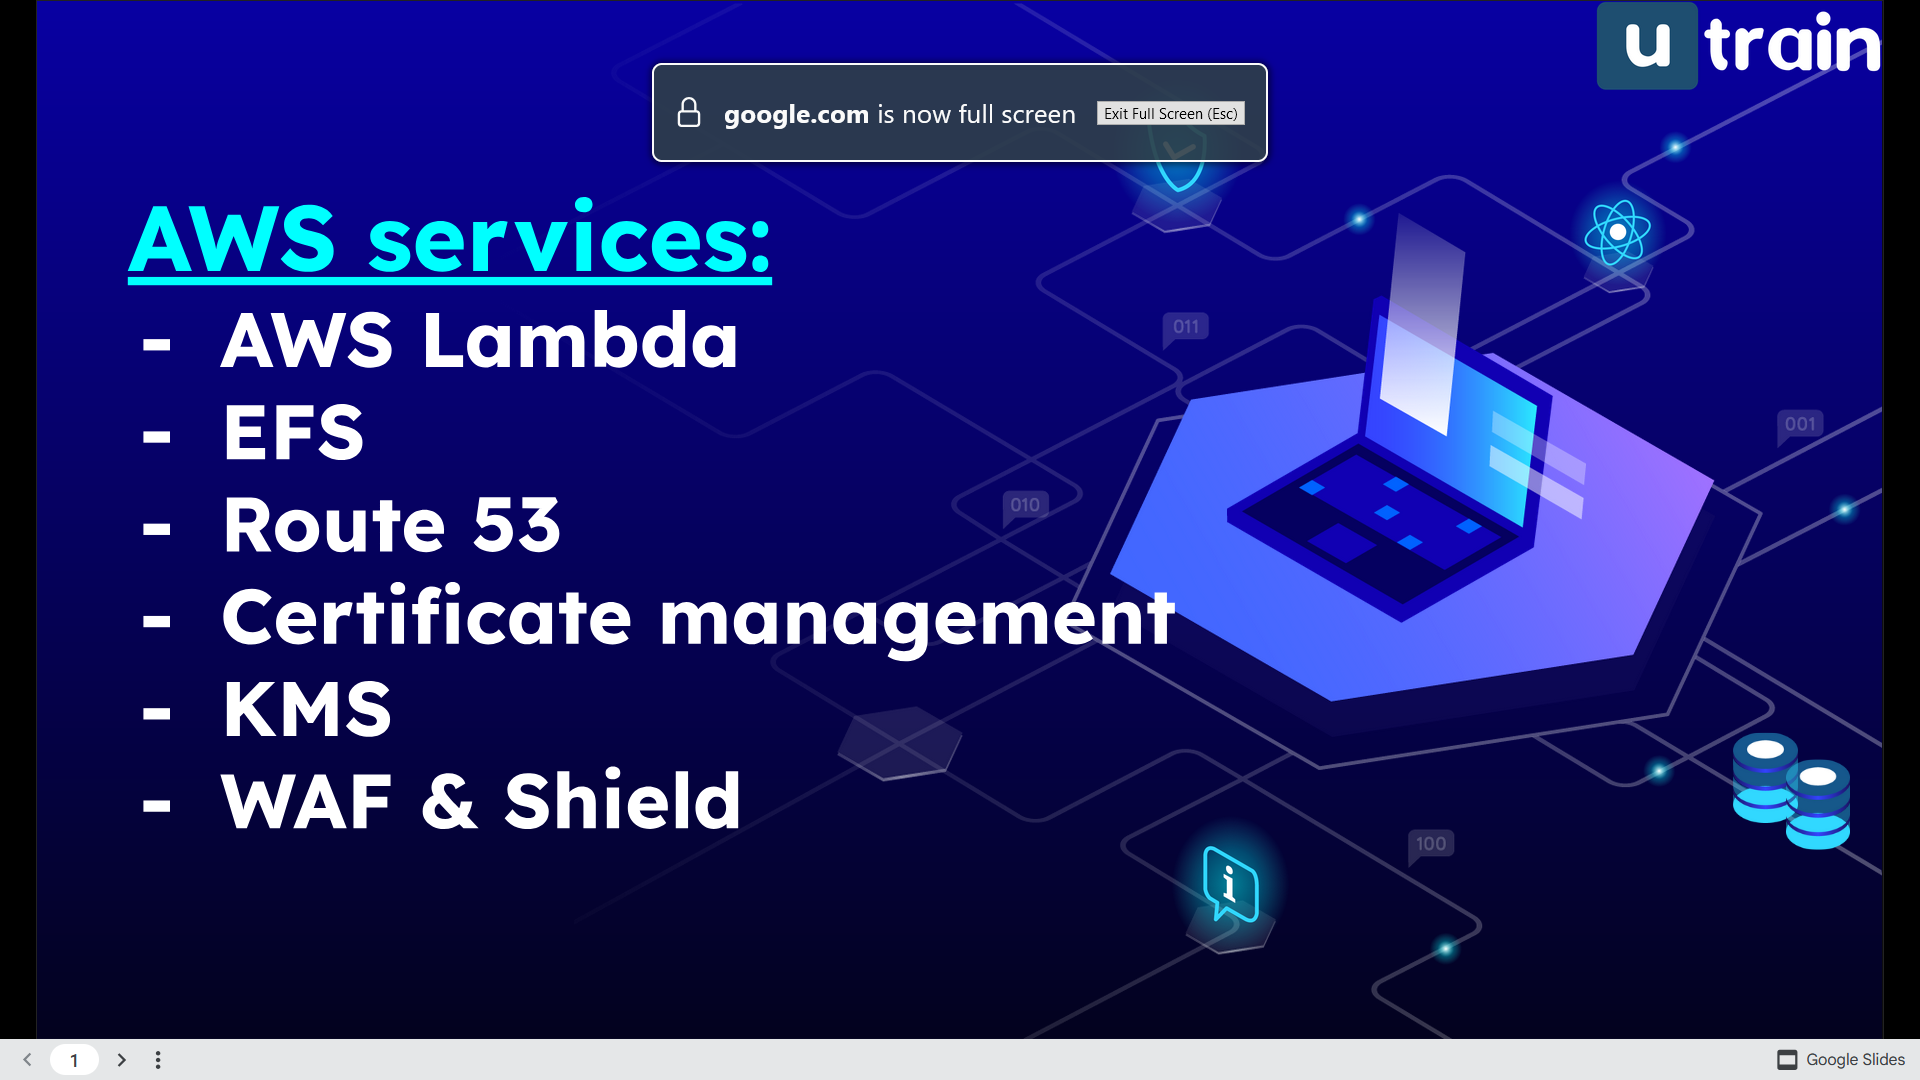 u train
google.com is now full screen Exit Full Screen (Esc)
AWS services:
- AWS Lambda
- EFS
- Route 53
- Certificate management
- KMS
- WAF & Shield
011
001
010
100
i
1
Google Slides